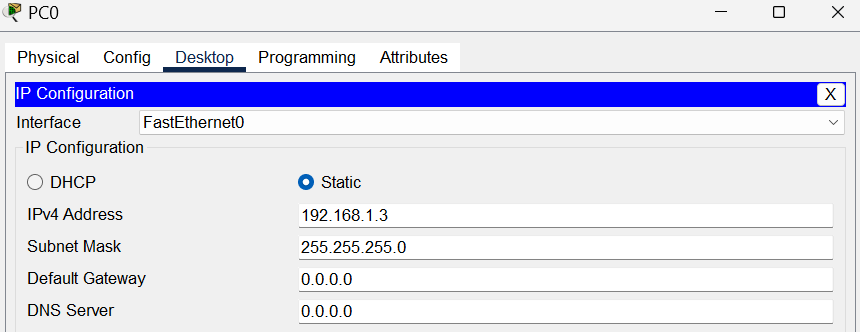 PC0
Physical Config Desktop Programming Attributes
IP Configuration X
Interface FastEthernet0
IP Configuration
DHCP Static
IPv4 Address 192.168.1.3
Subnet Mask 255.255.255.0
Default Gateway 0.0.0.0
DNS Server 0.0.0.0